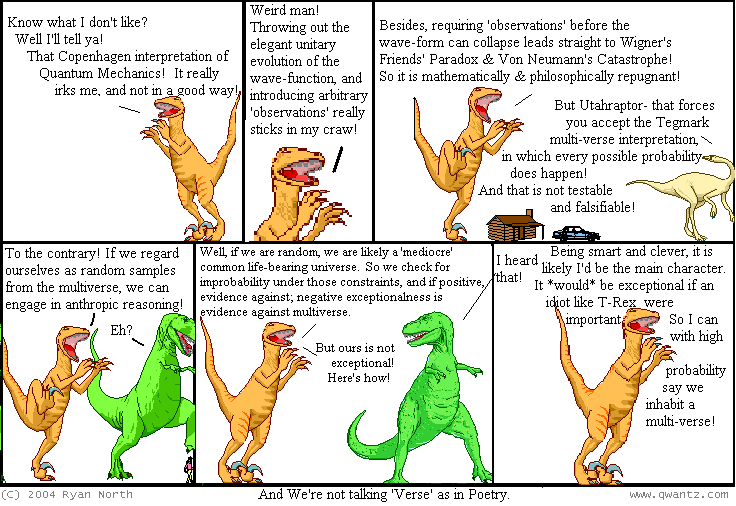 Know what I don't like?
Well I'll tell ya!
That Copenhagen interpretation of
Quantum Mechanics! It really
irks me, and not in a good way!
Weird man!
Throwing out the
elegant unitary
evolution of the
wave-function, and
introducing arbitrary
'observations' really
sticks in my craw!
Besides, requiring 'observations' before the
wave-form can collapse leads straight to Wigner's
Friends' Paradox & Von Neumann's Catastrophe!
So it is mathematically & philosophically repugnant!
But Utahraptor- that forces
you accept the Tegmark
multi-verse interpretation,
in which every possible probability
does happen!
And that is not testable
and falsifiable!
To the contrary! If we regard
ourselves as random samples
from the multiverse, we can
engage in anthropic reasoning!
Eh?
Well, if we are random, we are likely a 'mediocre'
common life-bearing universe. So we check for
improbability under those constraints, and if positive,
evidence against; negative exceptionalness is
evidence against multiverse.
But ours is not
exceptional!
Here's how!
I heard
that!
Being smart and clever, it is
likely I'd be the main character.
It *would* be exceptional if an
idiot like T-Rex were
important.
So I can
with high
probability
say we
inhabit a
multi-verse!
(C) 2004 Ryan North
And We're not talking 'Verse' as in Poetry.
www.qwantz.com